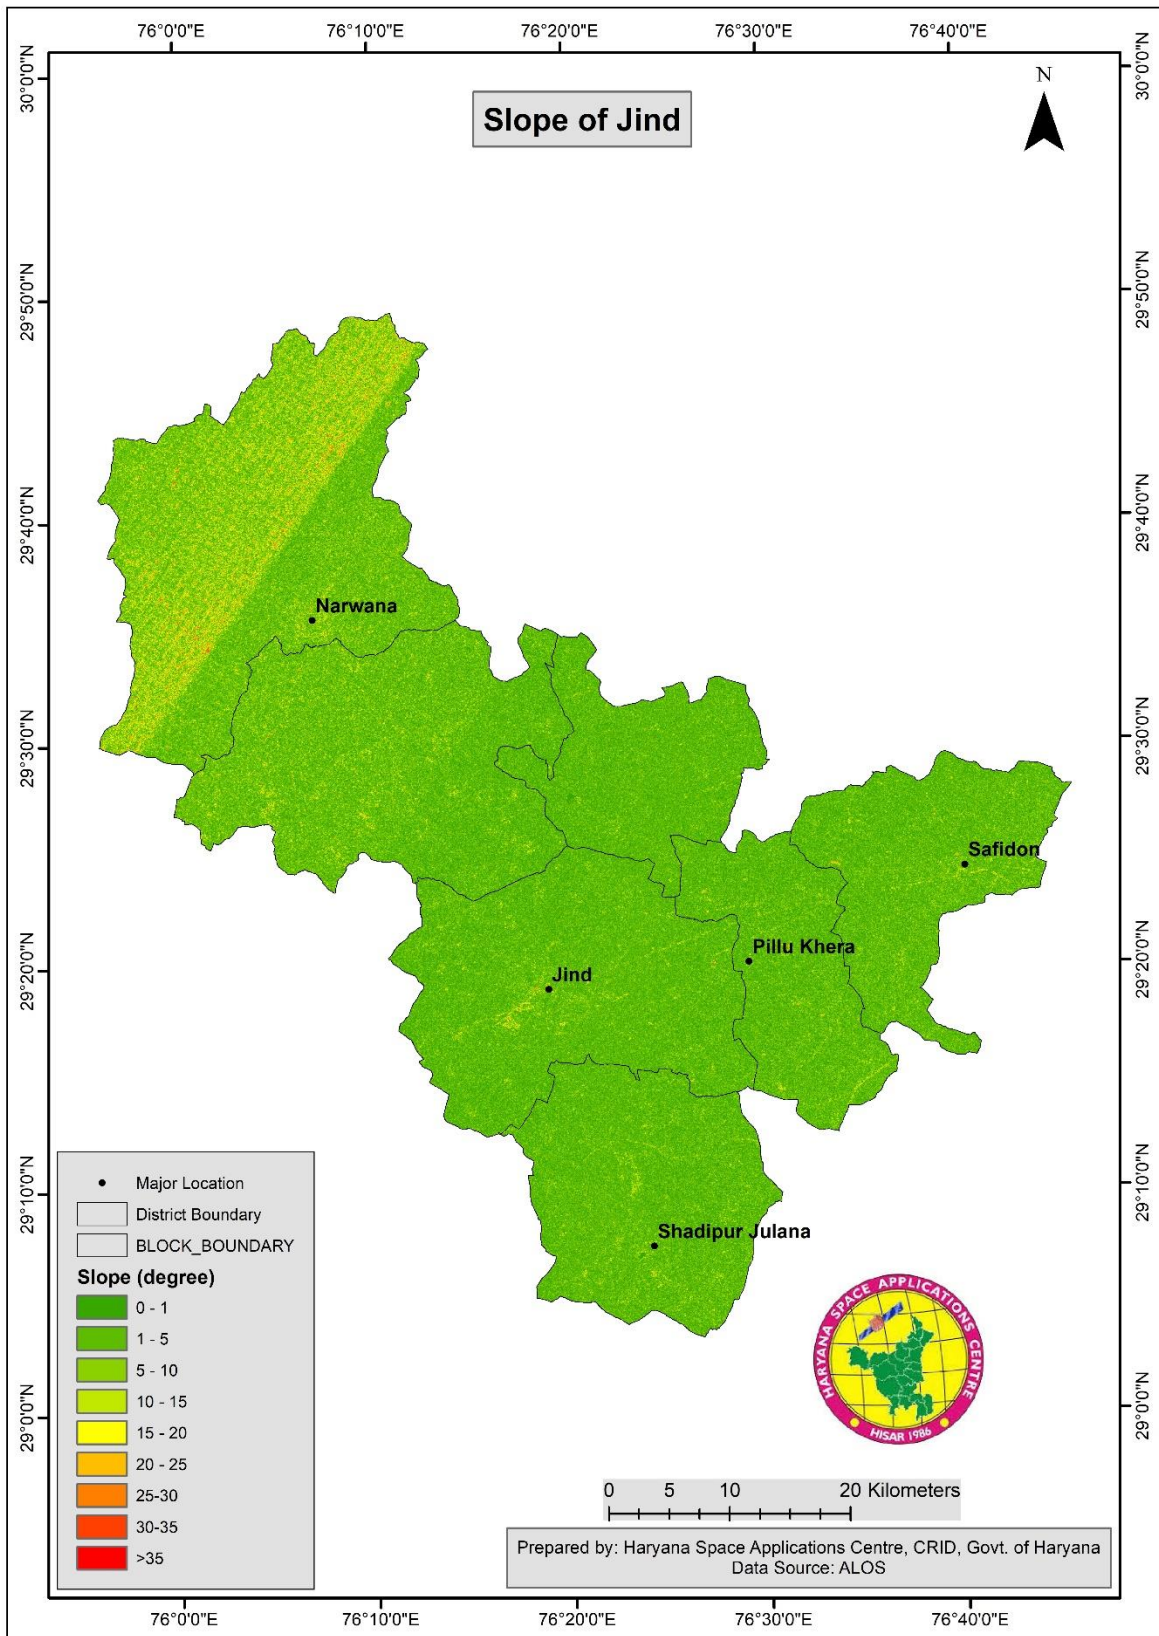 76°0'0"E 76°10'0"E 76°20'0"E 76°30'0"E 76°40'0"E
N
Slope of Jind
30°0'0"N 30°0'0"N
29°50'0"N 29°50'0"N
29°40'0"N 29°40'0"N
Narwana
29°30'0"N 29°30'0"N
Safidon
Pillu Khera
29°20'0"N 29°20'0"N
Jind
29°10'0"N 29°10'0"N
Shadipur Julana
29°0'0"N 29°0'0"N
Major Location
District Boundary
BLOCK_BOUNDARY
Slope (degree)
0 - 1
1 - 5
5 - 10
10 - 15
15 - 20
20 - 25
25-30
30-35
>35
HARYANA SPACE APPLICATIONS CENTRE
HISAR 1986
0 5 10 20 Kilometers
Prepared by: Haryana Space Applications Centre, CRID, Govt. of Haryana
Data Source: ALOS
76°0'0"E 76°10'0"E 76°20'0"E 76°30'0"E 76°40'0"E